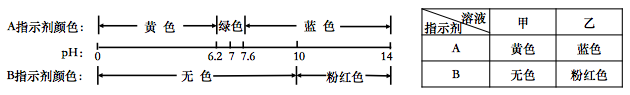 A指示剂颜色： 黄 色 绿色 蓝 色
pH： 0 6.2 7 7.6 10 14
B指示剂颜色： 无 色 粉红色
指示剂 溶液 甲 乙
A 黄色 蓝色
B 无色 粉红色